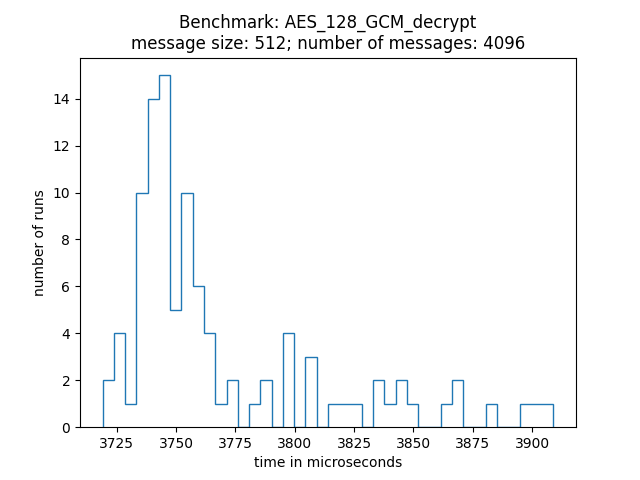 Benchmark: AES_128_GCM_decrypt
message size: 512; number of messages: 4096
14
12
10
8
6
4
2
0
number of runs
3725 3750 3775 3800 3825 3850 3875 3900
time in microseconds